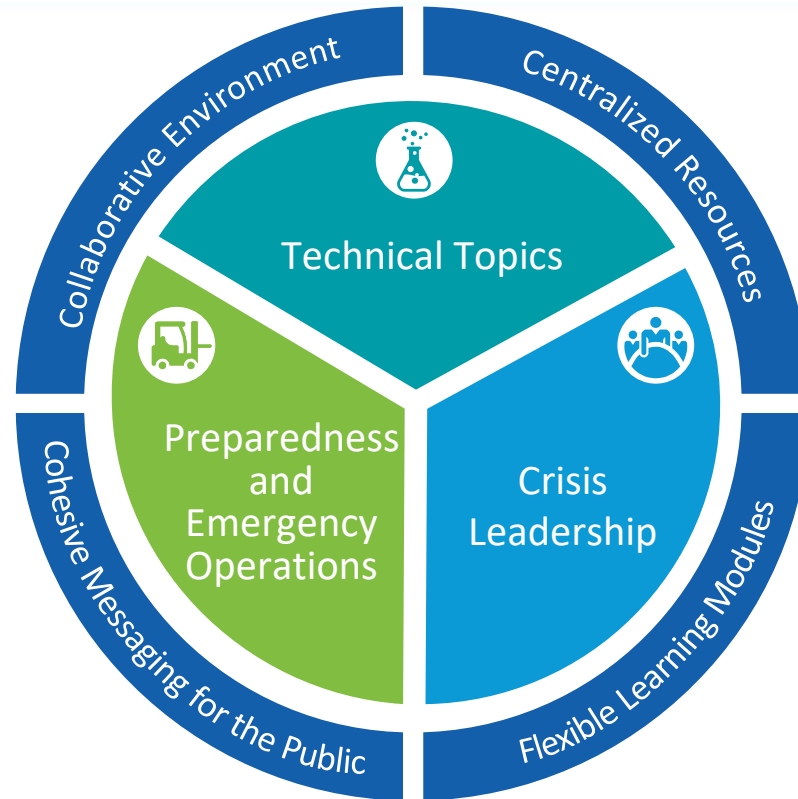 Collaborative Environment
Centralized Resources
Technical Topics
Preparedness
and
Emergency
Operations
Crisis
Leadership
Cohesive Messaging for the Public
Flexible Learning Modules